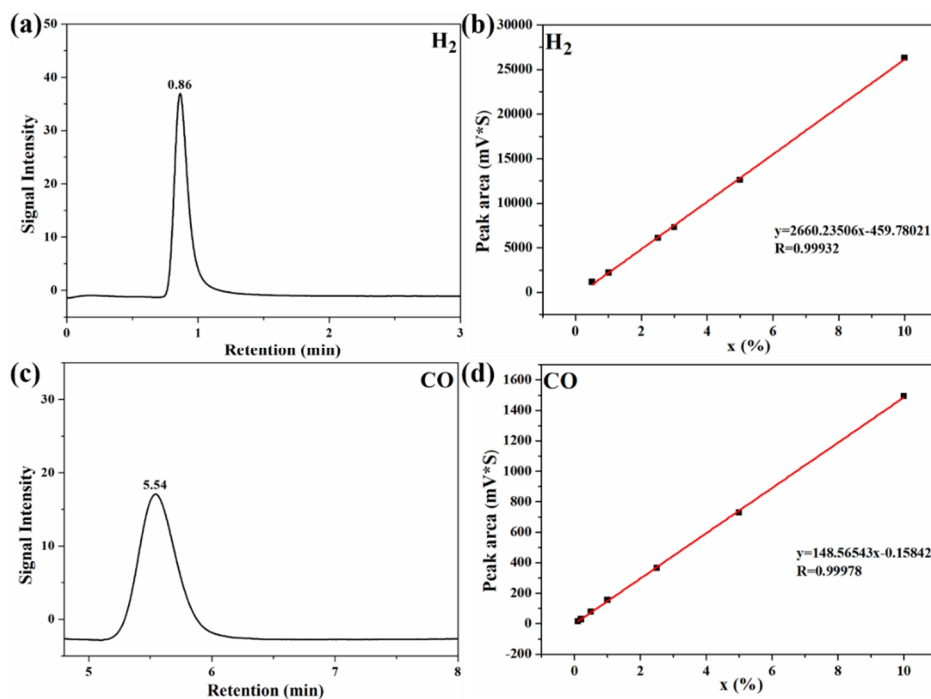 (a)
H2
0.86
50
40
30
20
10
0
0
1
2
3
Signal Intensity
Retention (min)
(b)
H2
30000
25000
20000
15000
10000
5000
0
0
2
4
6
8
10
Peak area (mV*S)
x (%)
y=2660.23506x-459.78021
R=0.99932
(c)
CO
5.54
30
20
10
0
5
6
7
8
Signal Intensity
Retention (min)
(d)
CO
1600
1400
1200
1000
800
600
400
200
0
-200
0
2
4
6
8
10
Peak area (mV*S)
x (%)
y=148.56543x-0.15842
R=0.99978